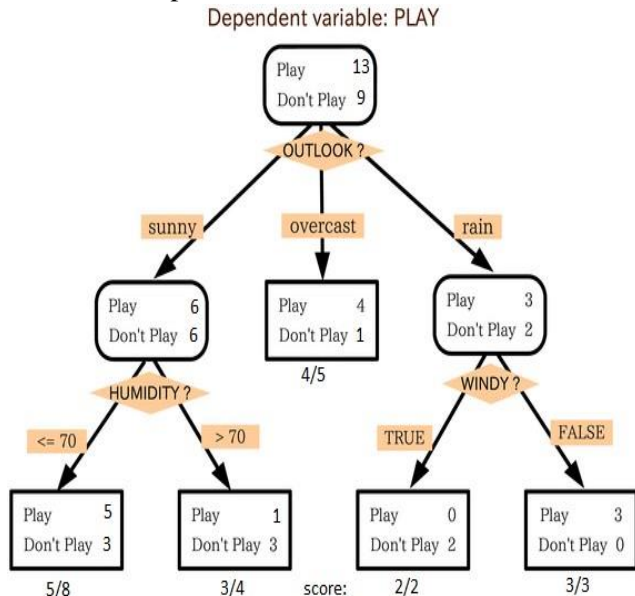 Dependent variable: PLAY
Play 13
Don't Play 9
OUTLOOK ?
sunny
overcast
rain
Play 6
Don't Play 6
Play 4
Don't Play 1
Play 3
Don't Play 2
4/5
HUMIDITY ?
WINDY ?
<= 70
> 70
TRUE
FALSE
Play 5
Don't Play 3
Play 1
Don't Play 3
Play 0
Don't Play 2
Play 3
Don't Play 0
5/8
3/4
score:
2/2
3/3